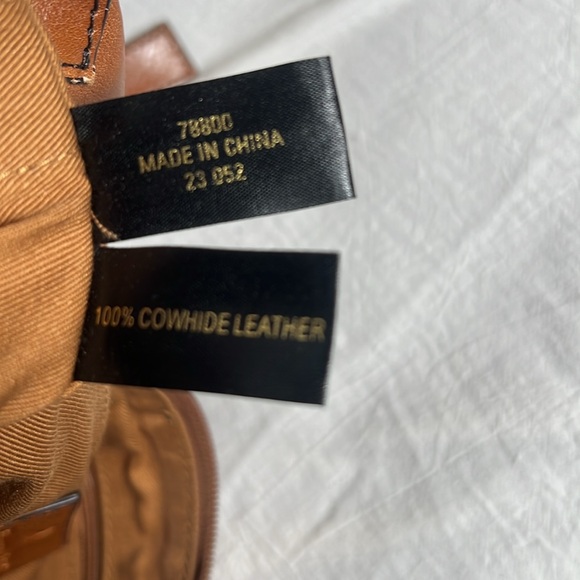 78800
MADE IN CHINA
23 052
100% COWHIDE LEATHER